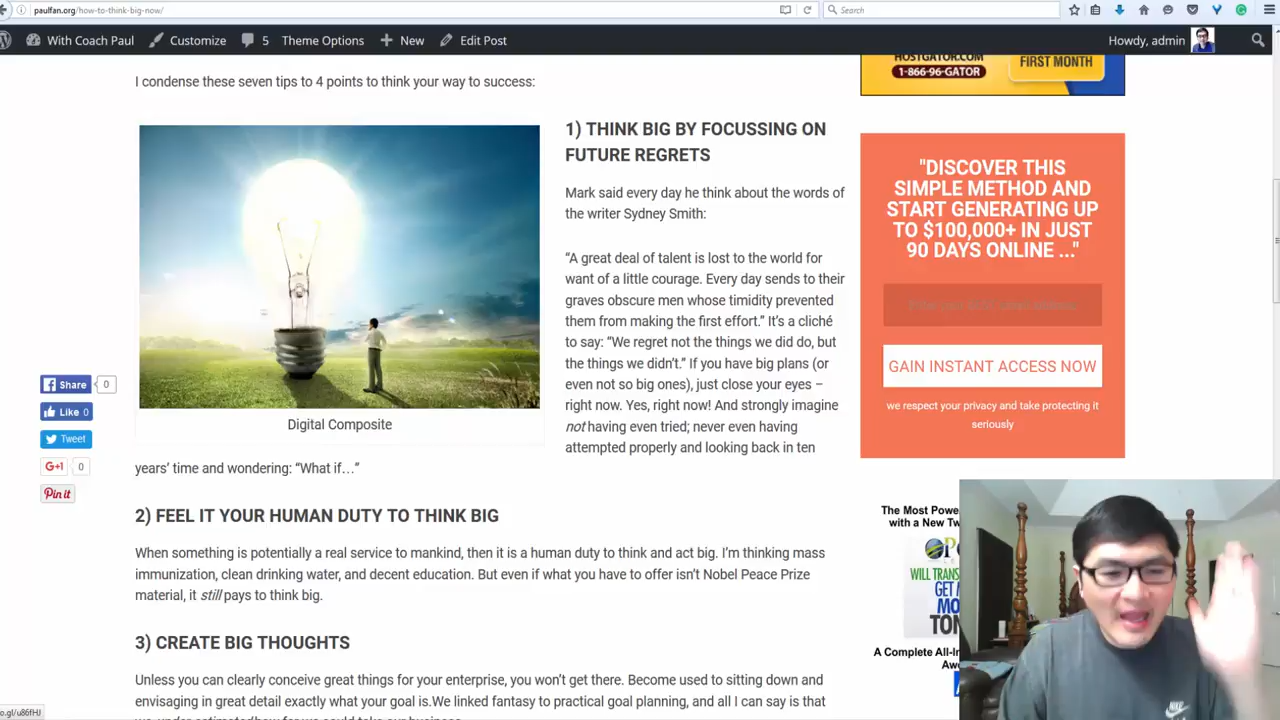 paulfan.org/how-to-think-big-now/
Search
With Coach Paul
Customize
5
Theme Options
New
Edit Post
Howdy, admin
I condense these seven tips to 4 points to think your way to success:
HOSTGATOR.COM
1-866-96-GATOR
FIRST MONTH
1) THINK BIG BY FOCUSSING ON
FUTURE REGRETS
Mark said every day he think about the words of
the writer Sydney Smith:
“A great deal of talent is lost to the world for
want of a little courage. Every day sends to their
graves obscure men whose timidity prevented
them from making the first effort.” It’s a cliché
to say: “We regret not the things we did do, but
the things we didn’t.” If you have big plans (or
even not so big ones), just close your eyes –
right now. Yes, right now! And strongly imagine
not having even tried; never even having
attempted properly and looking back in ten
years’ time and wondering: “What if…”
Digital Composite
Share
0
Like 0
Tweet
G+1
0
Pin it
2) FEEL IT YOUR HUMAN DUTY TO THINK BIG
When something is potentially a real service to mankind, then it is a human duty to think and act big. I’m thinking mass
immunization, clean drinking water, and decent education. But even if what you have to offer isn’t Nobel Peace Prize
material, it still pays to think big.
3) CREATE BIG THOUGHTS
Unless you can clearly conceive great things for your enterprise, you won’t get there. Become used to sitting down and
envisaging in great detail exactly what your goal is.We linked fantasy to practical goal planning, and all I can say is that
"DISCOVER THIS
SIMPLE METHOD AND
START GENERATING UP
TO $100,000+ IN JUST
90 DAYS ONLINE ..."
GAIN INSTANT ACCESS NOW
we respect your privacy and take protecting it
seriously
The Most Powe
with a New Tw
WILL TRANS
GET M
MO
TON
A Complete All-In
Awe
o.gl/u86fHJ